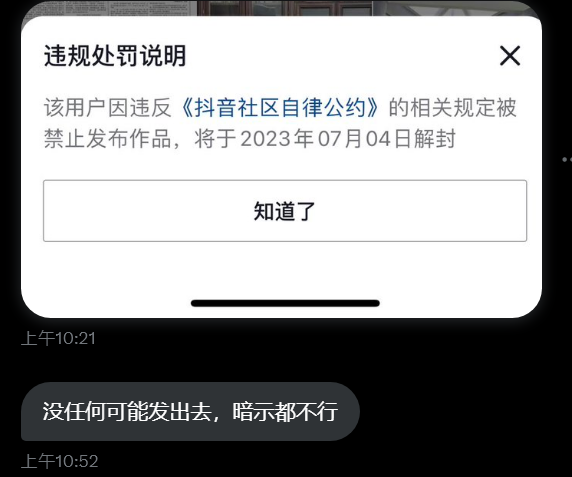 违规处罚说明
该用户因违反《抖音社区自律公约》的相关规定被
禁止发布作品，将于2023年07月04日解封
知道了
上午10:21
没任何可能发出去，暗示都不行
上午10:52